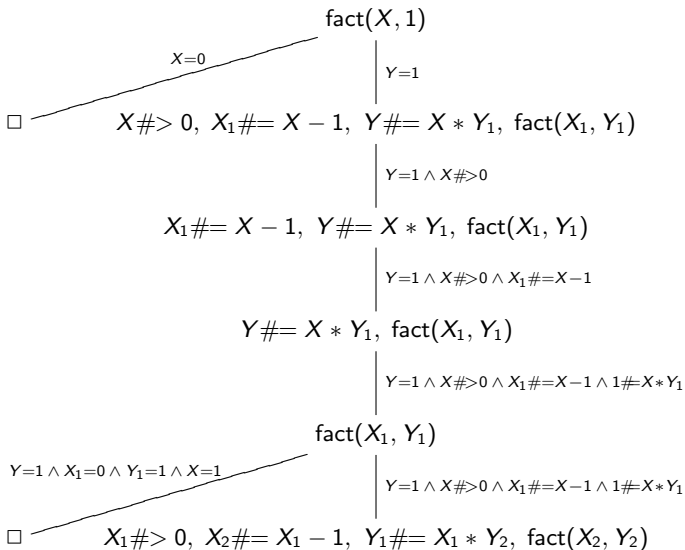 fact(X, 1)
X=0
Y=1
□ X#> 0, X₁#= X − 1, Y#= X ∗ Y₁, fact(X₁, Y₁)
Y=1 ∧ X#>0
X₁#= X − 1, Y#= X ∗ Y₁, fact(X₁, Y₁)
Y=1 ∧ X#>0 ∧ X₁#=X−1
Y#= X ∗ Y₁, fact(X₁, Y₁)
Y=1 ∧ X#>0 ∧ X₁#=X−1 ∧ 1#=X∗Y₁
fact(X₁, Y₁)
Y=1 ∧ X₁=0 ∧ Y₁=1 ∧ X=1
Y=1 ∧ X#>0 ∧ X₁#=X−1 ∧ 1#=X∗Y₁
□ X₁#> 0, X₂#= X₁ − 1, Y₁#= X₁ ∗ Y₂, fact(X₂, Y₂)